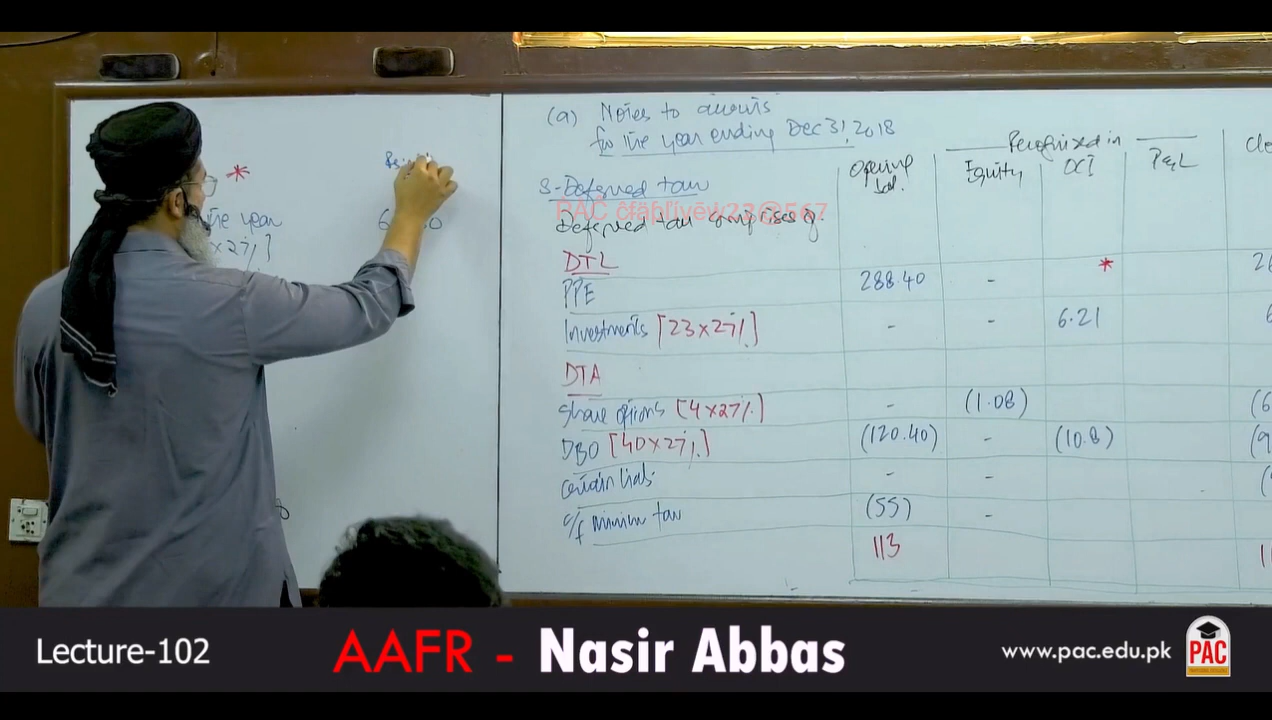 *
the year
x27%]
(a) Notes to accounts
for the year ending Dec 31, 2018
Recognized in
Opening bal.
Equity
OCI
P&L
Deferred tax
PAC
Deferred tax comprises of
DTL
*
PPE
288.40
-
Investments [23x27%]
-
-
6.21
DTA
Share options [4x27%]
-
(1.08)
DBO [40x27%]
(120.40)
-
(10.8)
Certain liab.
-
-
c/f minimum tax
(55)
-
113
Lecture-102
AAFR - Nasir Abbas
www.pac.edu.pk
PAC